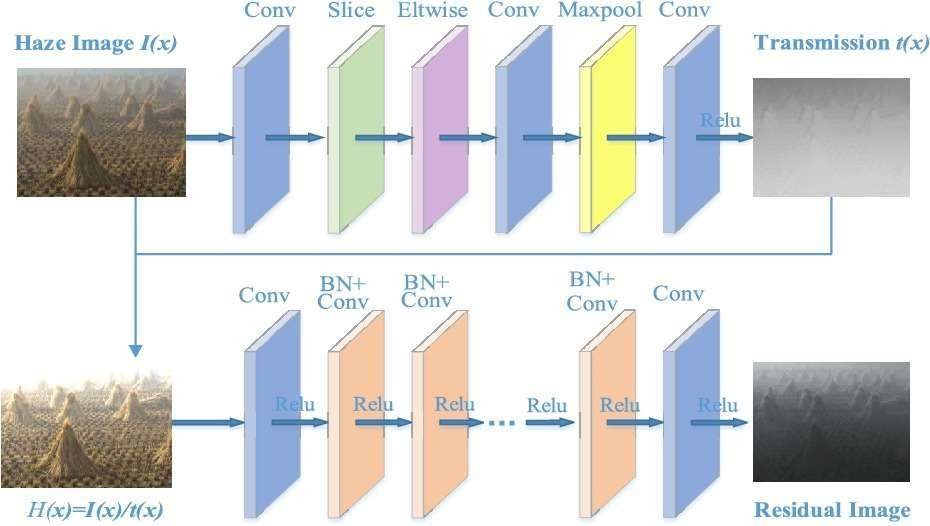 Conv Slice Eltwise Conv Maxpool Conv
Haze Image I(x)
Transmission t(x)
Relu
Conv
BN+
Conv
BN+
Conv
BN+
Conv
Conv
Relu Relu Relu Relu Relu Relu
H(x)=I(x)/t(x)
Residual Image